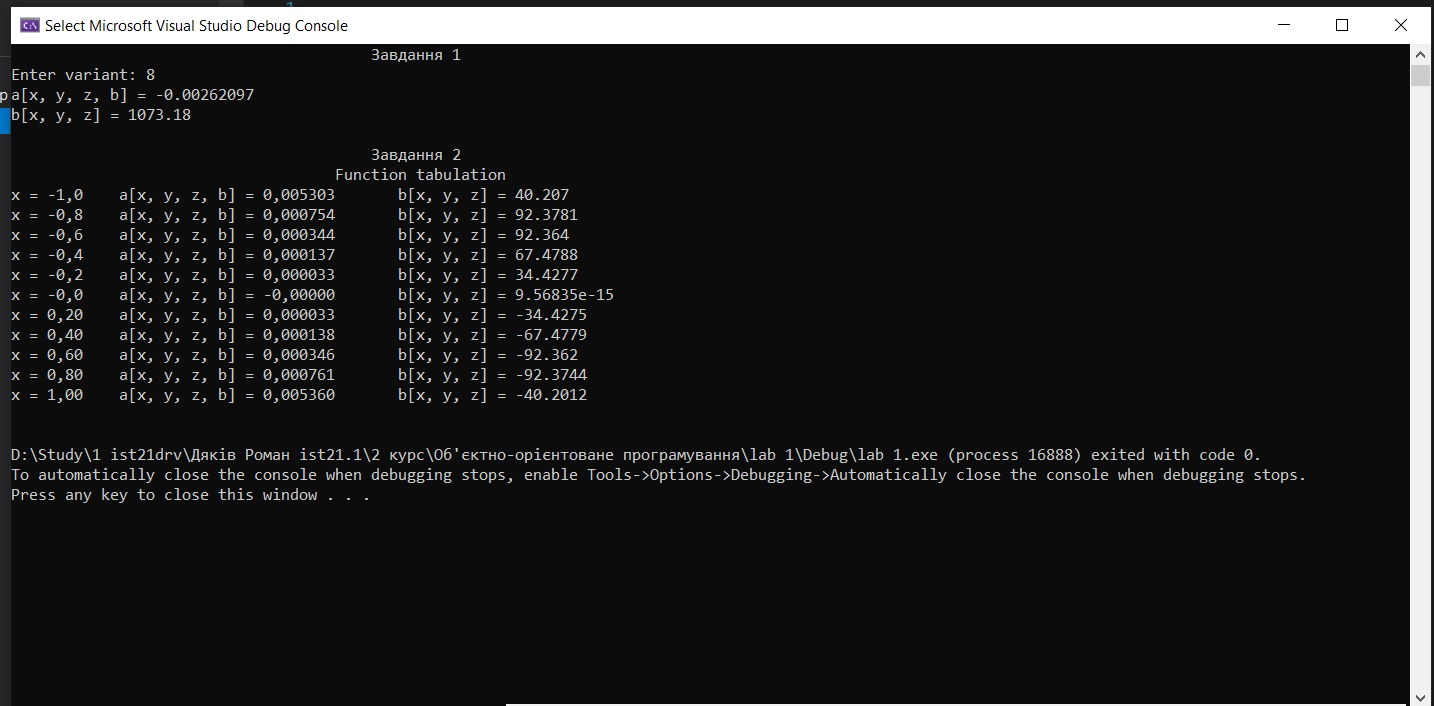 Select Microsoft Visual Studio Debug Console
Завдання 1
Enter variant: 8
a[x, y, z, b] = -0.00262097
b[x, y, z] = 1073.18
Завдання 2
Function tabulation
x = -1,0 a[x, y, z, b] = 0,005303 b[x, y, z] = 40.207
x = -0,8 a[x, y, z, b] = 0,000754 b[x, y, z] = 92.3781
x = -0,6 a[x, y, z, b] = 0,000344 b[x, y, z] = 92.364
x = -0,4 a[x, y, z, b] = 0,000137 b[x, y, z] = 67.4788
x = -0,2 a[x, y, z, b] = 0,000033 b[x, y, z] = 34.4277
x = -0,0 a[x, y, z, b] = -0,00000 b[x, y, z] = 9.56835e-15
x = 0,20 a[x, y, z, b] = 0,000033 b[x, y, z] = -34.4275
x = 0,40 a[x, y, z, b] = 0,000138 b[x, y, z] = -67.4779
x = 0,60 a[x, y, z, b] = 0,000346 b[x, y, z] = -92.362
x = 0,80 a[x, y, z, b] = 0,000761 b[x, y, z] = -92.3744
x = 1,00 a[x, y, z, b] = 0,005360 b[x, y, z] = -40.2012
D:\Study\1 ist21drv\Дяків Роман ist21.1\2 курс\Об'єктно-орієнтоване програмування\lab 1\Debug\lab 1.exe (process 16888) exited with code 0.
To automatically close the console when debugging stops, enable Tools->Options->Debugging->Automatically close the console when debugging stops.
Press any key to close this window . . .